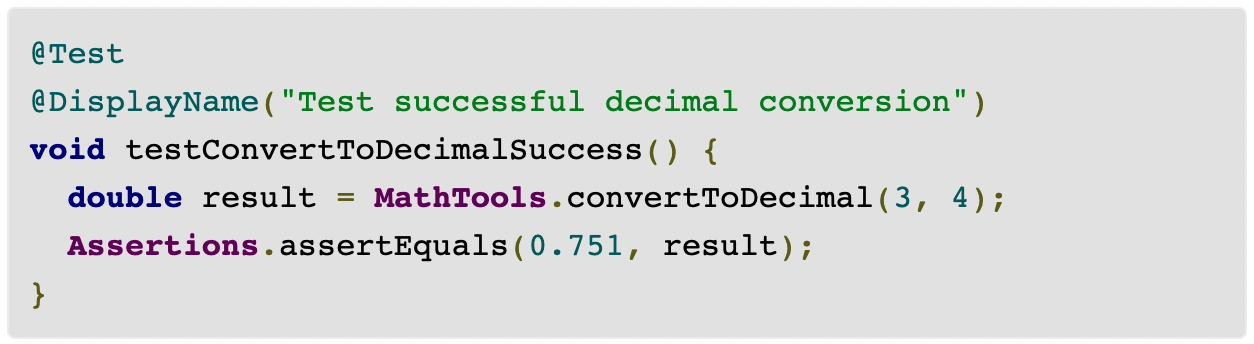 @Test
@DisplayName("Test successful decimal conversion")
void testConvertToDecimalSuccess() {
  double result = MathTools.convertToDecimal(3, 4);
  Assertions.assertEquals(0.751, result);
}